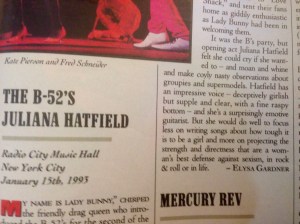 Shack," and sent their fans
home as giddily enthusiastic
as Lady Bunny had been in
welcoming them.
It was the B's party, but
opening act Juliana Hatfield
felt she could cry if she want-
ed to – and moan and whine
and make coyly nasty observations about
groupies and supermodels. Hatfield has
an impressive voice – deceptively girlish
but supple and clear, with a fine raspy
bottom – and she's a surprisingly emotive
guitarist. But she would do well to focus
less on writing songs about how tough it
is to be a girl and more on projecting the
strength and directness that are a wom-
an's best defense against sexism, in rock
& roll or in life. – ELYSA GARDNER
Kate Pierson and Fred Schneider
THE B-52'S
JULIANA HATFIELD
Radio City Music Hall
New York City
January 15th, 1993
MY NAME IS LADY BUNNY," CHIRPED
the friendly drag queen who intro-
B-52's for the second of the
MERCURY REV